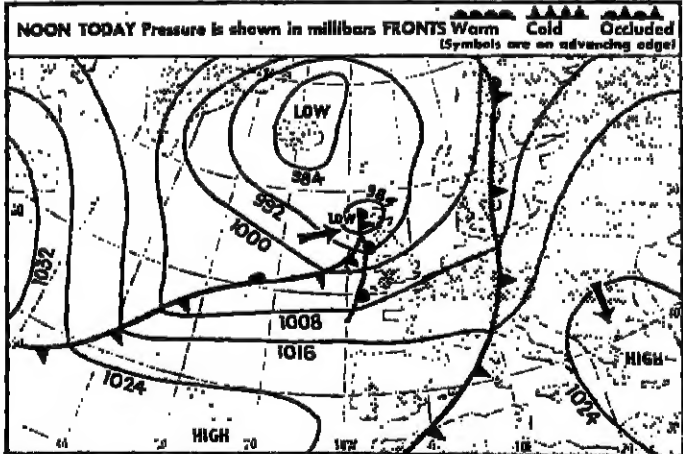 NOON TODAY Pressure is shown in millibars FRONTS Warm Cold Occluded
(Symbols are on advancing edge)
LOW
984
984
992
LOW
1000
1032
1008
1016
1024
HIGH
1024
HIGH